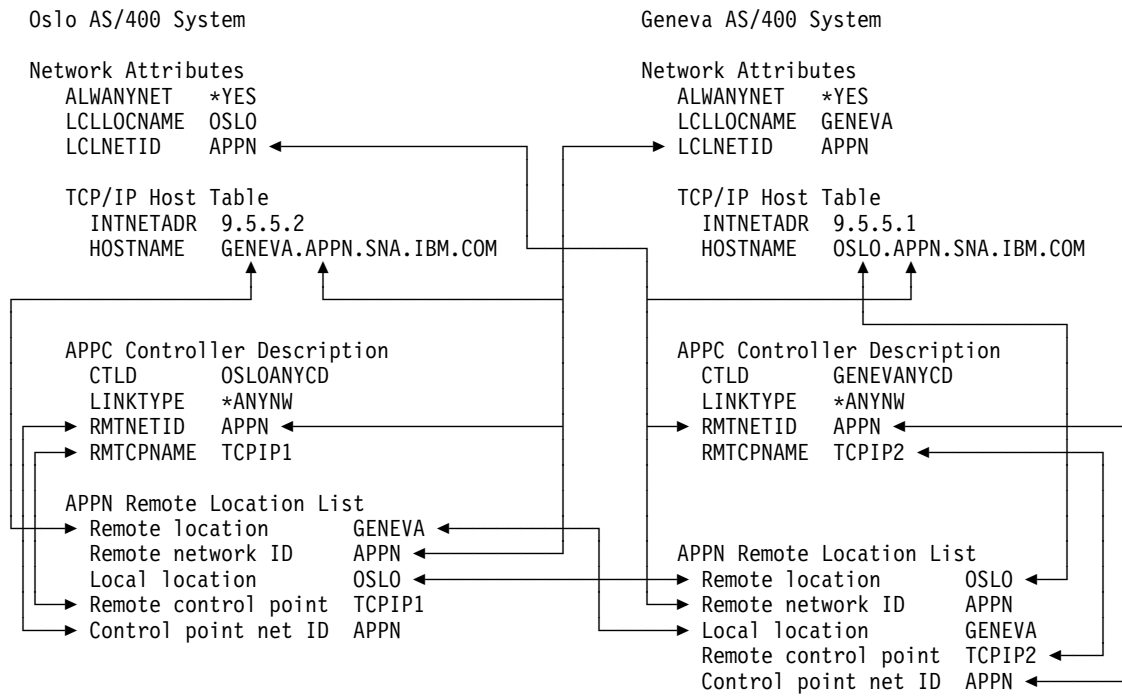 Oslo AS/400 System
Network Attributes
ALWANYNET *YES
LCLLOCNAME OSLO
LCLNETID APPN
TCP/IP Host Table
INTNETADR 9.5.5.2
HOSTNAME GENEVA.APPN.SNA.IBM.COM
APPC Controller Description
CTLD OSLOANYCD
LINKTYPE *ANYNW
RMTNETID APPN
RMTCPNAME TCPIP1
APPN Remote Location List
Remote location GENEVA
Remote network ID APPN
Local location OSLO
Remote control point TCPIP1
Control point net ID APPN
Geneva AS/400 System
Network Attributes
ALWANYNET *YES
LCLLOCNAME GENEVA
LCLNETID APPN
TCP/IP Host Table
INTNETADR 9.5.5.1
HOSTNAME OSLO.APPN.SNA.IBM.COM
APPC Controller Description
CTLD GENEVANYCD
LINKTYPE *ANYNW
RMTNETID APPN
RMTCPNAME TCPIP2
APPN Remote Location List
Remote location OSLO
Remote network ID APPN
Local location GENEVA
Remote control point TCPIP2
Control point net ID APPN